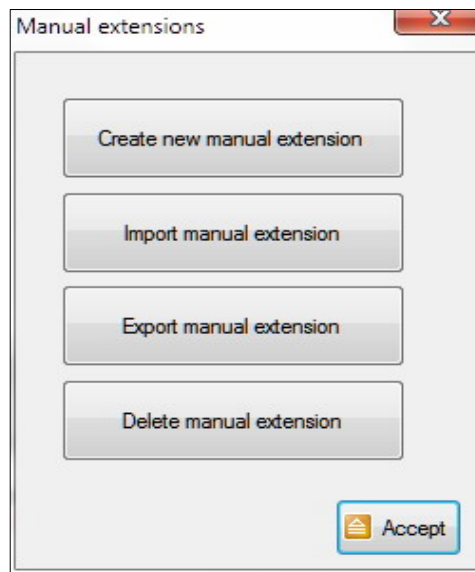 Manual extensions
Create new manual extension
Import manual extension
Export manual extension
Delete manual extension
Accept